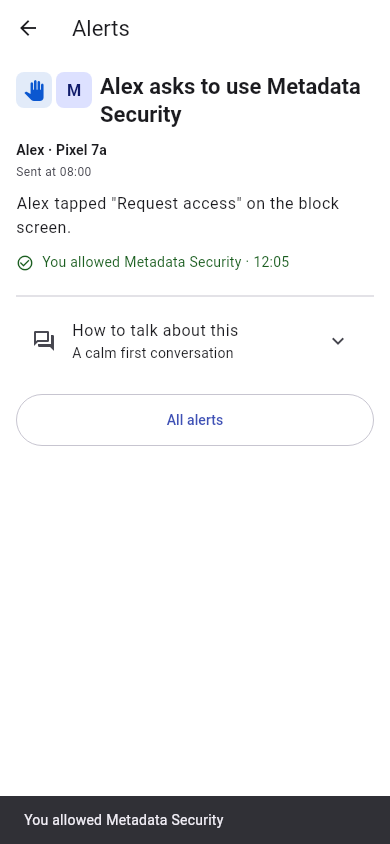 Alerts
M
Alex asks to use Metadata
Security
Alex · Pixel 7a
Sent at 08:00
Alex tapped "Request access" on the block
screen.
You allowed Metadata Security · 12:05
How to talk about this
A calm first conversation
All alerts
You allowed Metadata Security